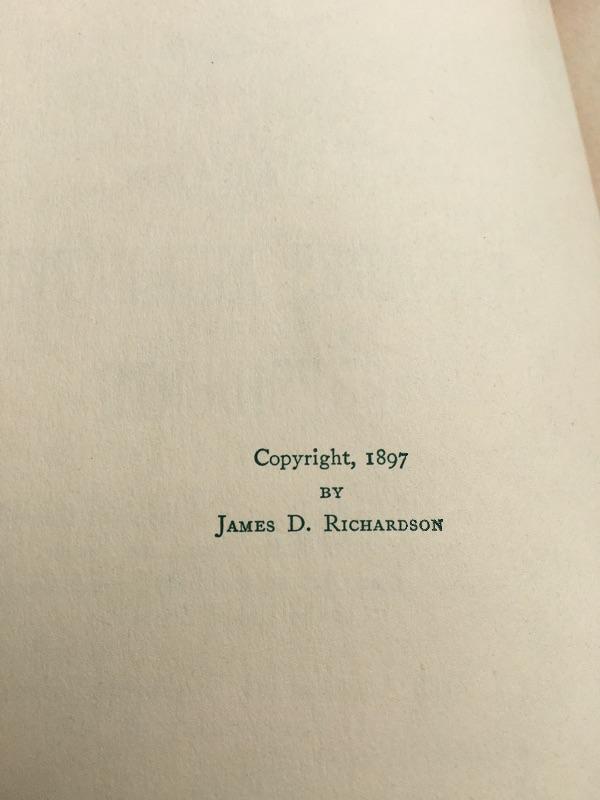 Copyright, 1897
BY
JAMES D. RICHARDSON